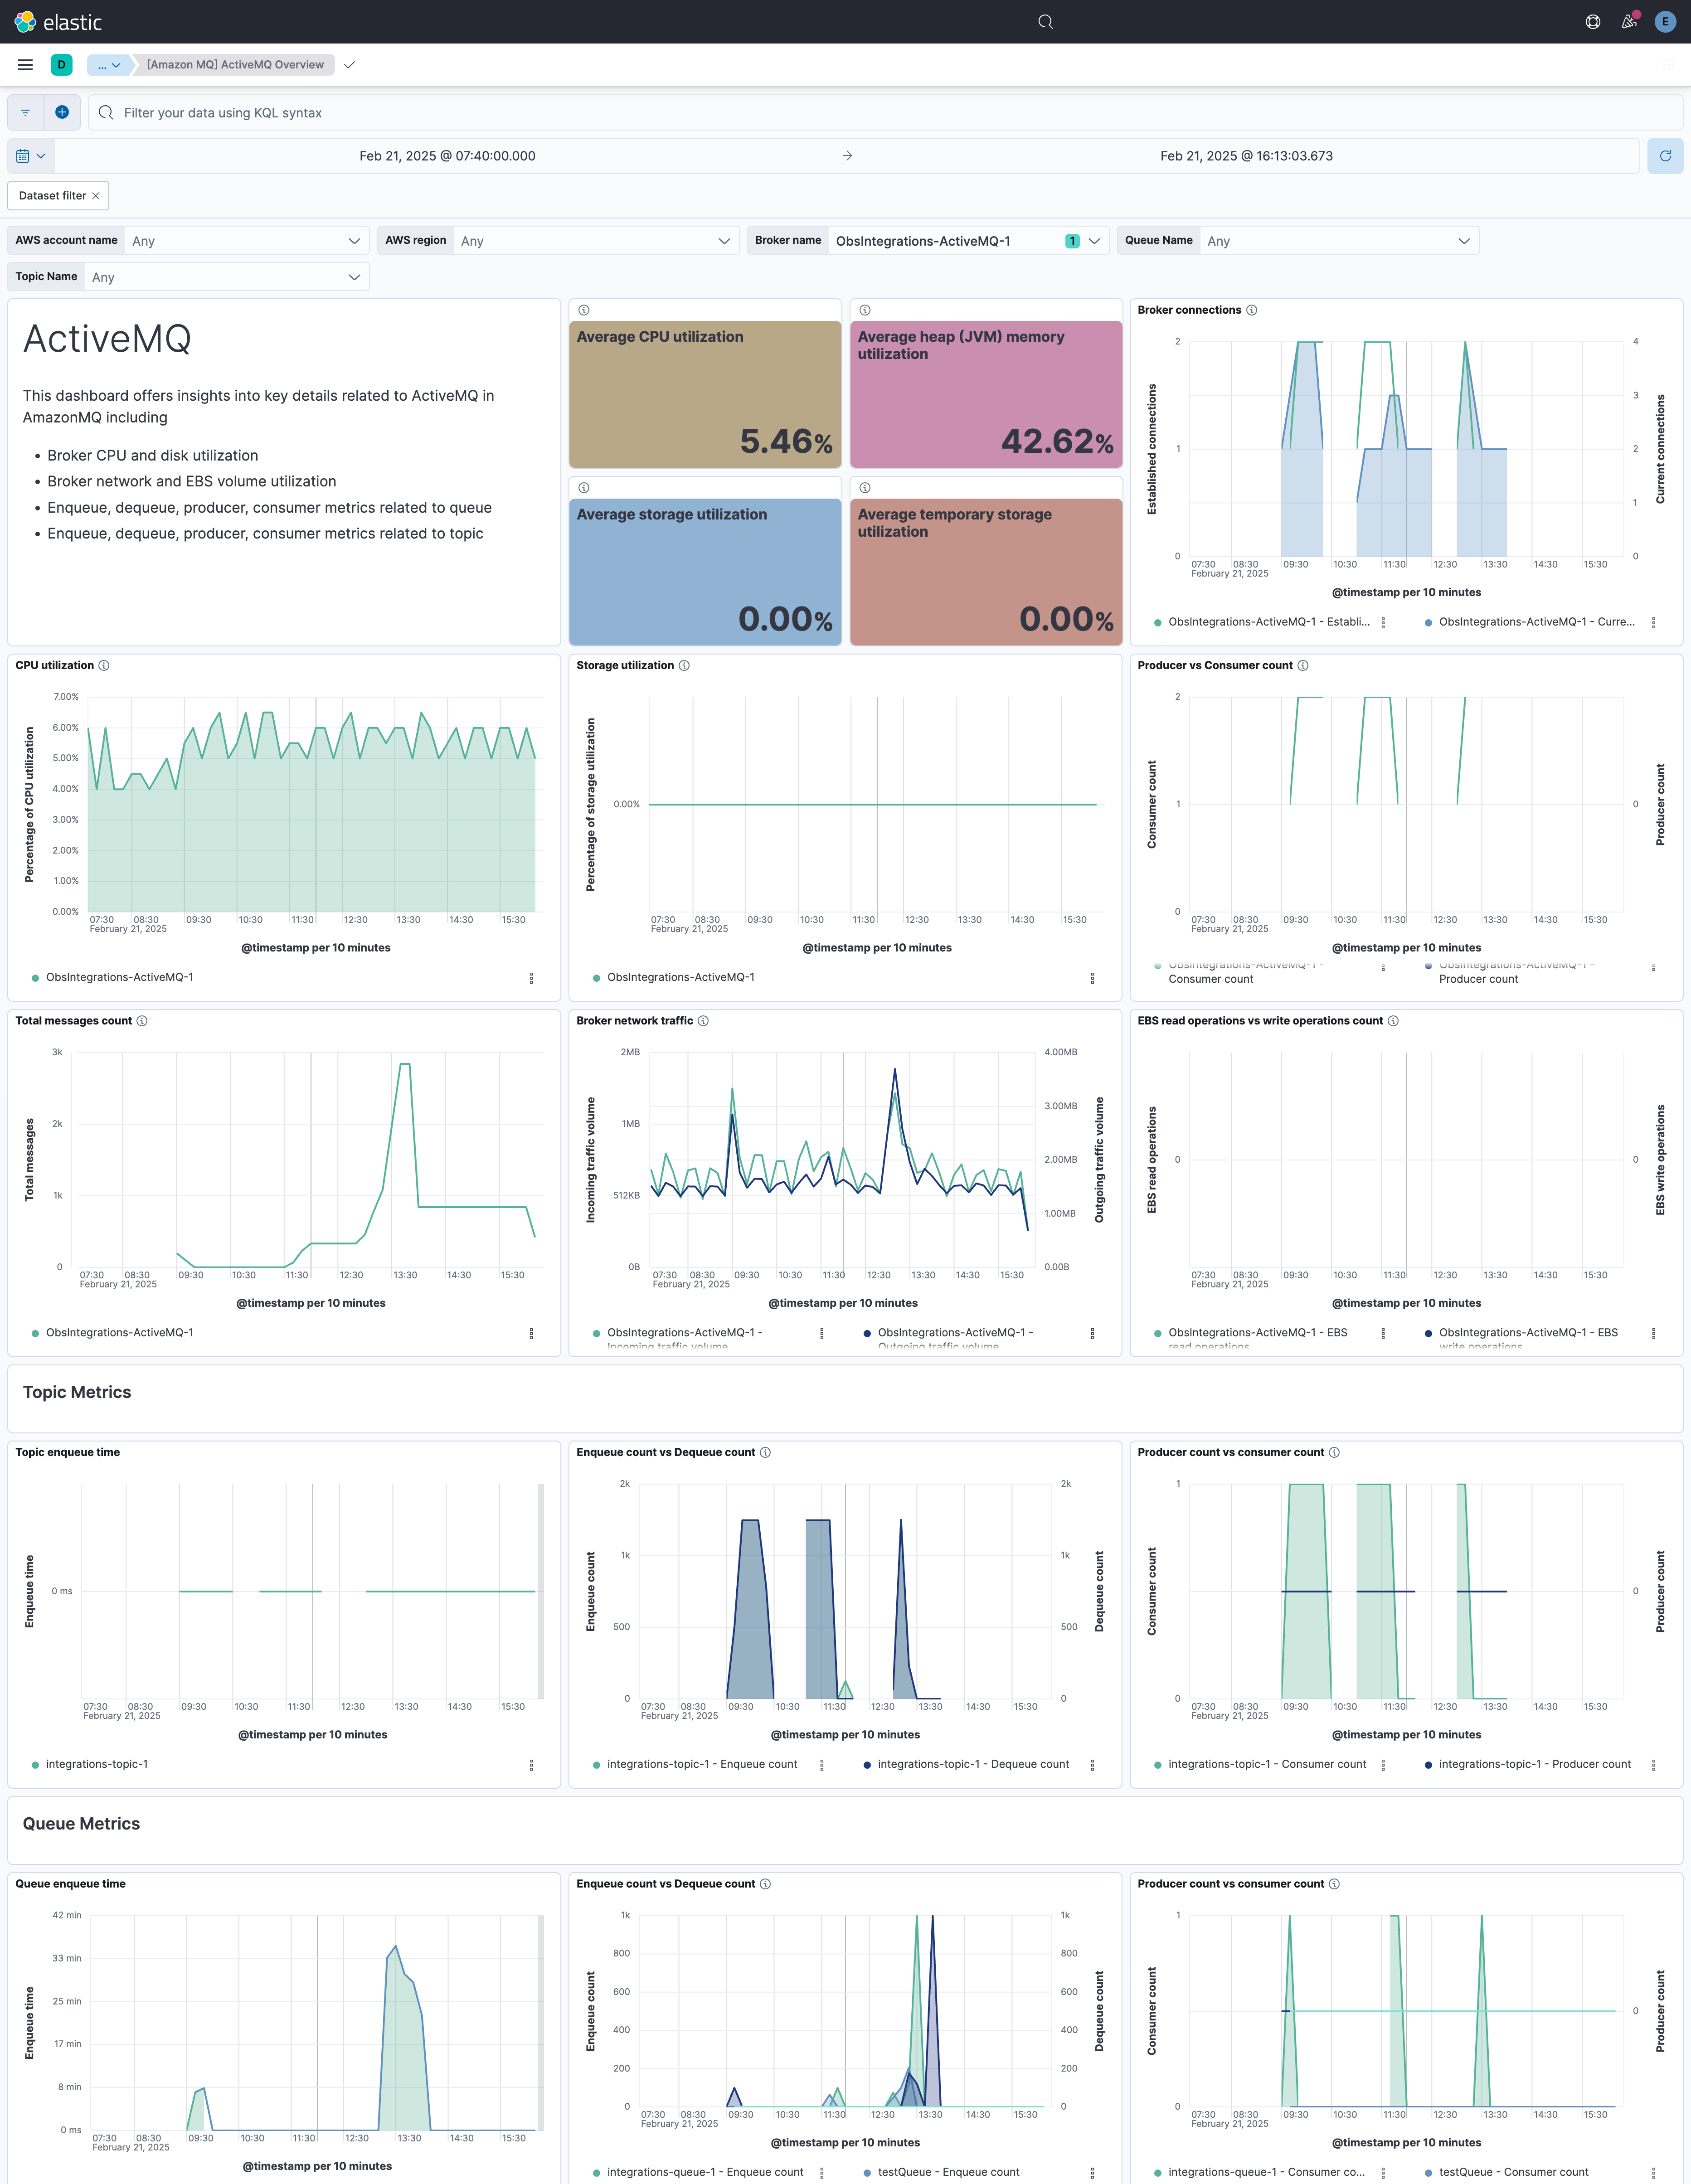 elastic
E
D
...
[Amazon MQ] ActiveMQ Overview
Filter your data using KQL syntax
Feb 21, 2025 @ 07:40:00.000
Feb 21, 2025 @ 16:13:03.673
Dataset filter
AWS account name Any
AWS region Any
Broker name ObsIntegrations-ActiveMQ-1 1
Queue Name Any
Topic Name Any
ActiveMQ
This dashboard offers insights into key details related to ActiveMQ in
AmazonMQ including
• Broker CPU and disk utilization
• Broker network and EBS volume utilization
• Enqueue, dequeue, producer, consumer metrics related to queue
• Enqueue, dequeue, producer, consumer metrics related to topic
Average CPU utilization
5.46%
Average heap (JVM) memory
utilization
42.62%
Average storage utilization
0.00%
Average temporary storage
utilization
0.00%
Broker connections
Established connections
2
1
0
4
3
2
1
0
Current connections
07:30 08:30 09:30 10:30 11:30 12:30 13:30 14:30 15:30
February 21, 2025
@timestamp per 10 minutes
ObsIntegrations-ActiveMQ-1 - Establi...
ObsIntegrations-ActiveMQ-1 - Curre...
CPU utilization
Percentage of CPU utilization
7.00%
6.00%
5.00%
4.00%
3.00%
2.00%
1.00%
0.00%
07:30 08:30 09:30 10:30 11:30 12:30 13:30 14:30 15:30
February 21, 2025
@timestamp per 10 minutes
ObsIntegrations-ActiveMQ-1
Storage utilization
Percentage of storage utilization
0.00%
07:30 08:30 09:30 10:30 11:30 12:30 13:30 14:30 15:30
February 21, 2025
@timestamp per 10 minutes
ObsIntegrations-ActiveMQ-1
Producer vs Consumer count
Consumer count
2
1
0
0
Producer count
07:30 08:30 09:30 10:30 11:30 12:30 13:30 14:30 15:30
February 21, 2025
@timestamp per 10 minutes
ObsIntegrations-ActiveMQ-1 -
Consumer count
ObsIntegrations-ActiveMQ-1 -
Producer count
Total messages count
Total messages
3k
2k
1k
0
07:30 08:30 09:30 10:30 11:30 12:30 13:30 14:30 15:30
February 21, 2025
@timestamp per 10 minutes
ObsIntegrations-ActiveMQ-1
Broker network traffic
Incoming traffic volume
2MB
1MB
512KB
0B
4.00MB
3.00MB
2.00MB
1.00MB
0.00B
Outgoing traffic volume
07:30 08:30 09:30 10:30 11:30 12:30 13:30 14:30 15:30
February 21, 2025
@timestamp per 10 minutes
ObsIntegrations-ActiveMQ-1 -
Incoming traffic volume
ObsIntegrations-ActiveMQ-1 -
Outgoing traffic volume
EBS read operations vs write operations count
EBS read operations
0
0
EBS write operations
07:30 08:30 09:30 10:30 11:30 12:30 13:30 14:30 15:30
February 21, 2025
@timestamp per 10 minutes
ObsIntegrations-ActiveMQ-1 - EBS
read operations
ObsIntegrations-ActiveMQ-1 - EBS
write operations
Topic Metrics
Topic enqueue time
Enqueue time
0 ms
07:30 08:30 09:30 10:30 11:30 12:30 13:30 14:30 15:30
February 21, 2025
@timestamp per 10 minutes
integrations-topic-1
Enqueue count vs Dequeue count
Enqueue count
2k
1k
500
0
2k
1k
500
0
Dequeue count
07:30 08:30 09:30 10:30 11:30 12:30 13:30 14:30 15:30
February 21, 2025
@timestamp per 10 minutes
integrations-topic-1 - Enqueue count
integrations-topic-1 - Dequeue count
Producer count vs consumer count
Consumer count
1
0
0
Producer count
07:30 08:30 09:30 10:30 11:30 12:30 13:30 14:30 15:30
February 21, 2025
@timestamp per 10 minutes
integrations-topic-1 - Consumer count
integrations-topic-1 - Producer count
Queue Metrics
Queue enqueue time
Enqueue time
42 min
33 min
25 min
17 min
8 min
0 ms
07:30 08:30 09:30 10:30 11:30 12:30 13:30 14:30 15:30
February 21, 2025
@timestamp per 10 minutes
Enqueue count vs Dequeue count
Enqueue count
1k
800
600
400
200
0
1k
800
600
400
200
0
Dequeue count
07:30 08:30 09:30 10:30 11:30 12:30 13:30 14:30 15:30
February 21, 2025
@timestamp per 10 minutes
integrations-queue-1 - Enqueue count
testQueue - Enqueue count
Producer count vs consumer count
Consumer count
1
0
0
Producer count
07:30 08:30 09:30 10:30 11:30 12:30 13:30 14:30 15:30
February 21, 2025
@timestamp per 10 minutes
integrations-queue-1 - Consumer co...
testQueue - Consumer count